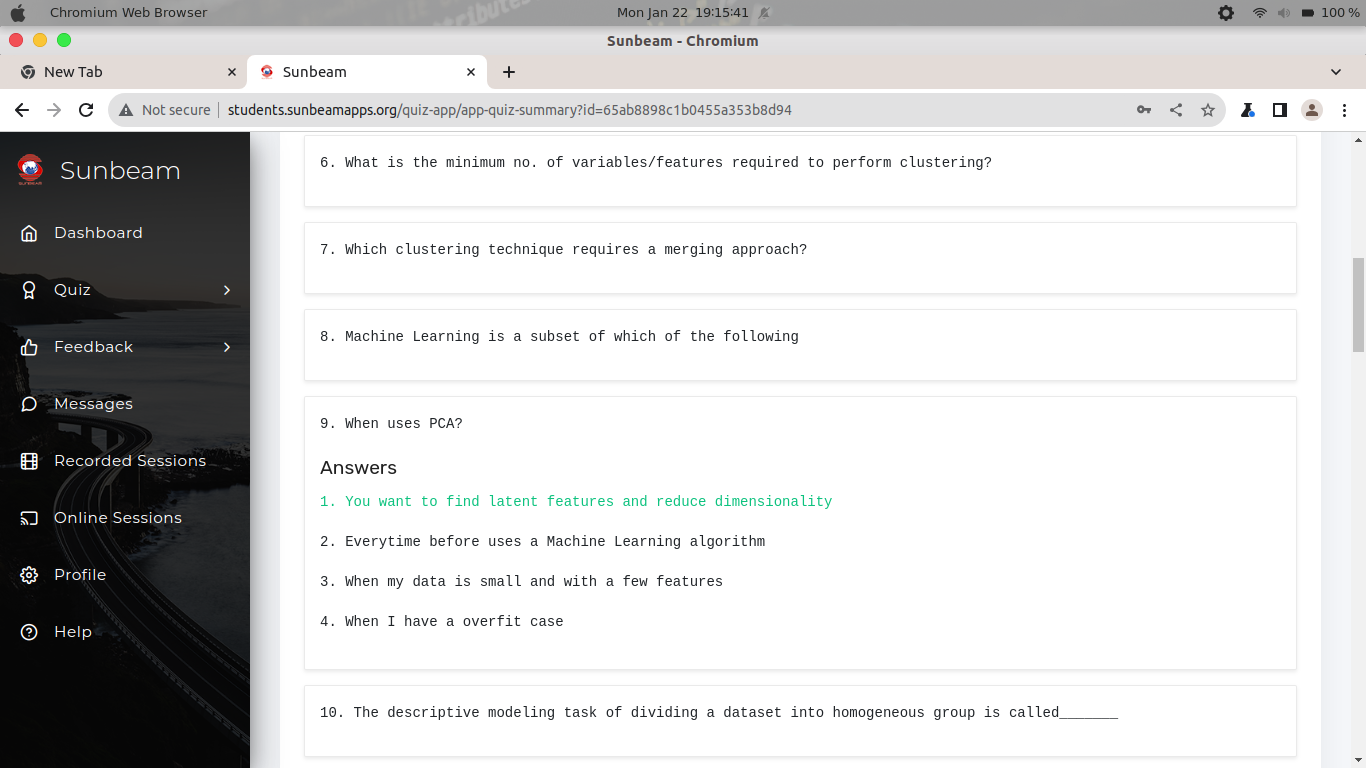 Chromium Web Browser
Mon Jan 22 19:15:41
100 %
Sunbeam - Chromium
New Tab
Sunbeam
Not secure
students.sunbeamapps.org/quiz-app/app-quiz-summary?id=65ab8898c1b0455a353b8d94
Sunbeam
Dashboard
Quiz
Feedback
Messages
Recorded Sessions
Online Sessions
Profile
Help
6. What is the minimum no. of variables/features required to perform clustering?
7. Which clustering technique requires a merging approach?
8. Machine Learning is a subset of which of the following
9. When uses PCA?
Answers
1. You want to find latent features and reduce dimensionality
2. Everytime before uses a Machine Learning algorithm
3. When my data is small and with a few features
4. When I have a overfit case
10. The descriptive modeling task of dividing a dataset into homogeneous group is called_______